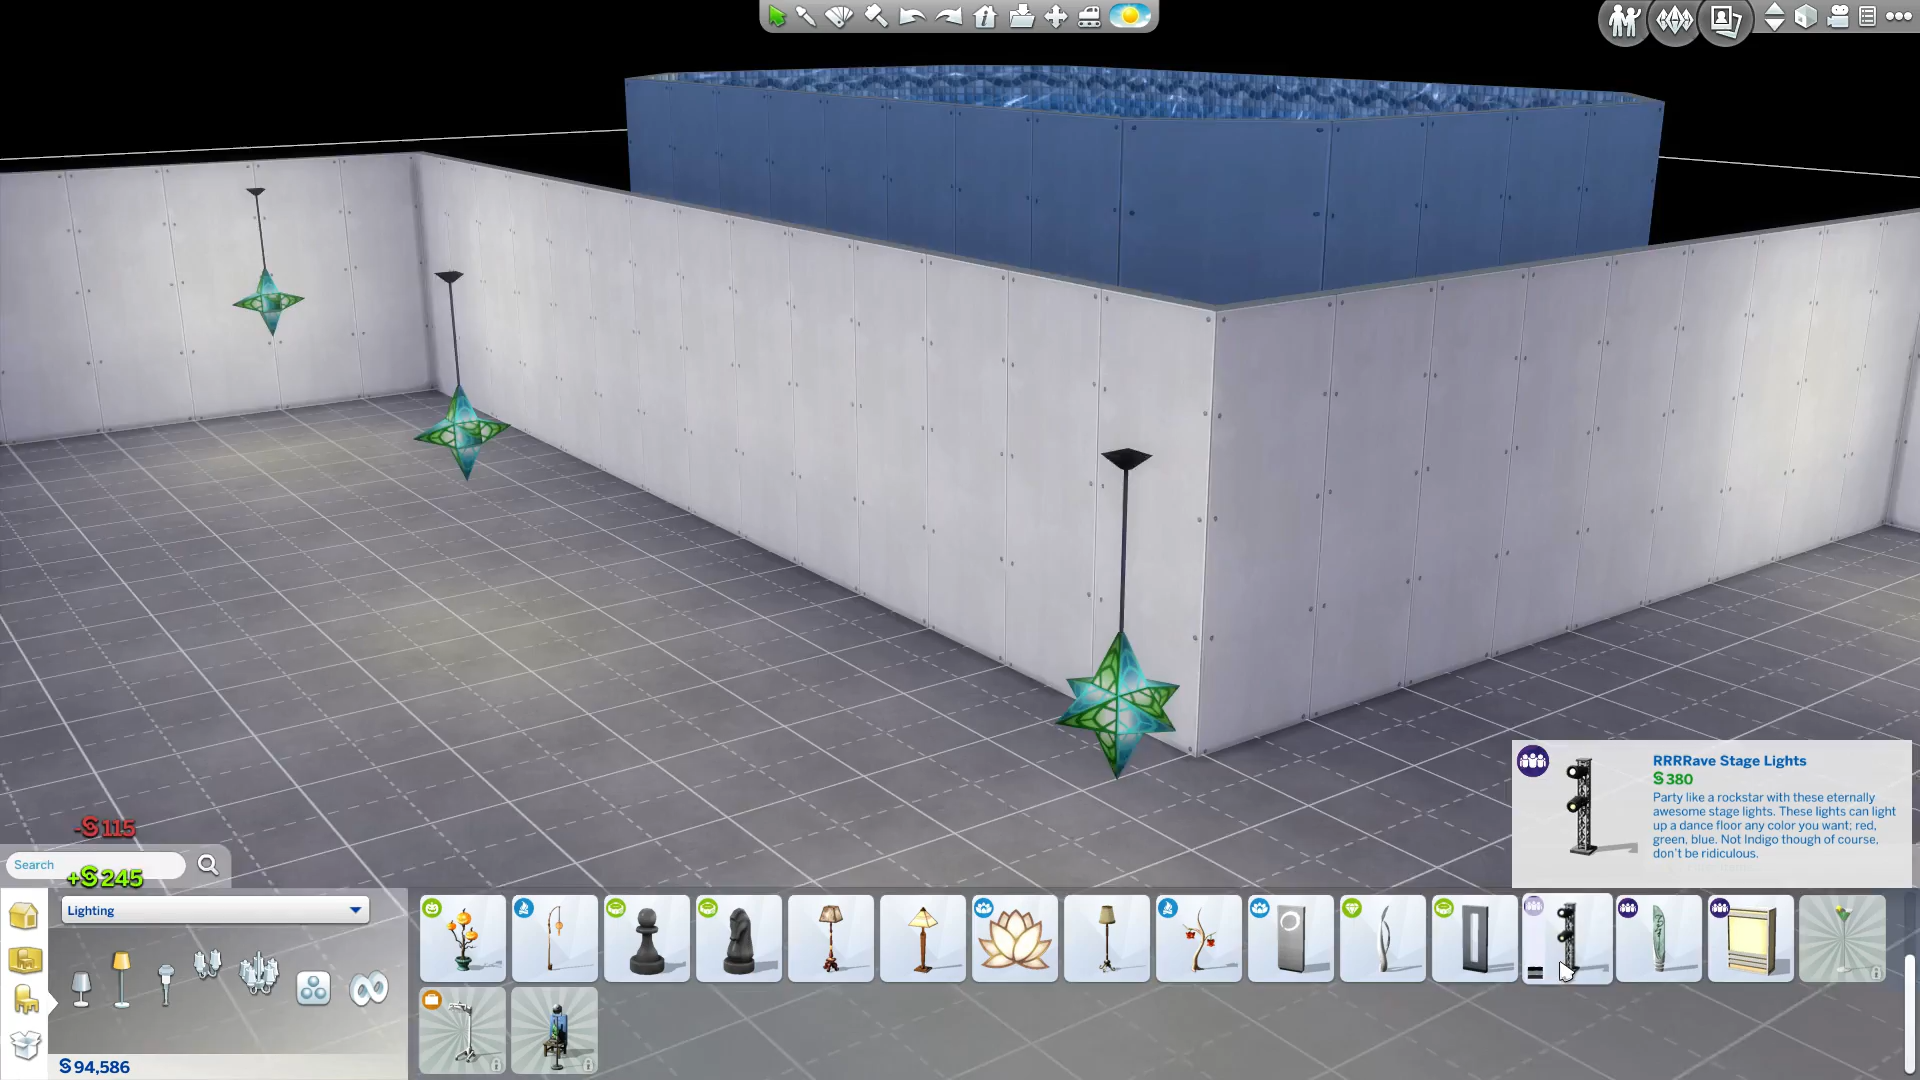 RRRRave Stage Lights
§380
Party like a rockstar with these eternally
awesome stage lights. These lights can light
up a dance floor any color you want; red,
green, blue. Not Indigo though of course,
don't be ridiculous.
-§115
Search
+§245
Lighting
§94,586